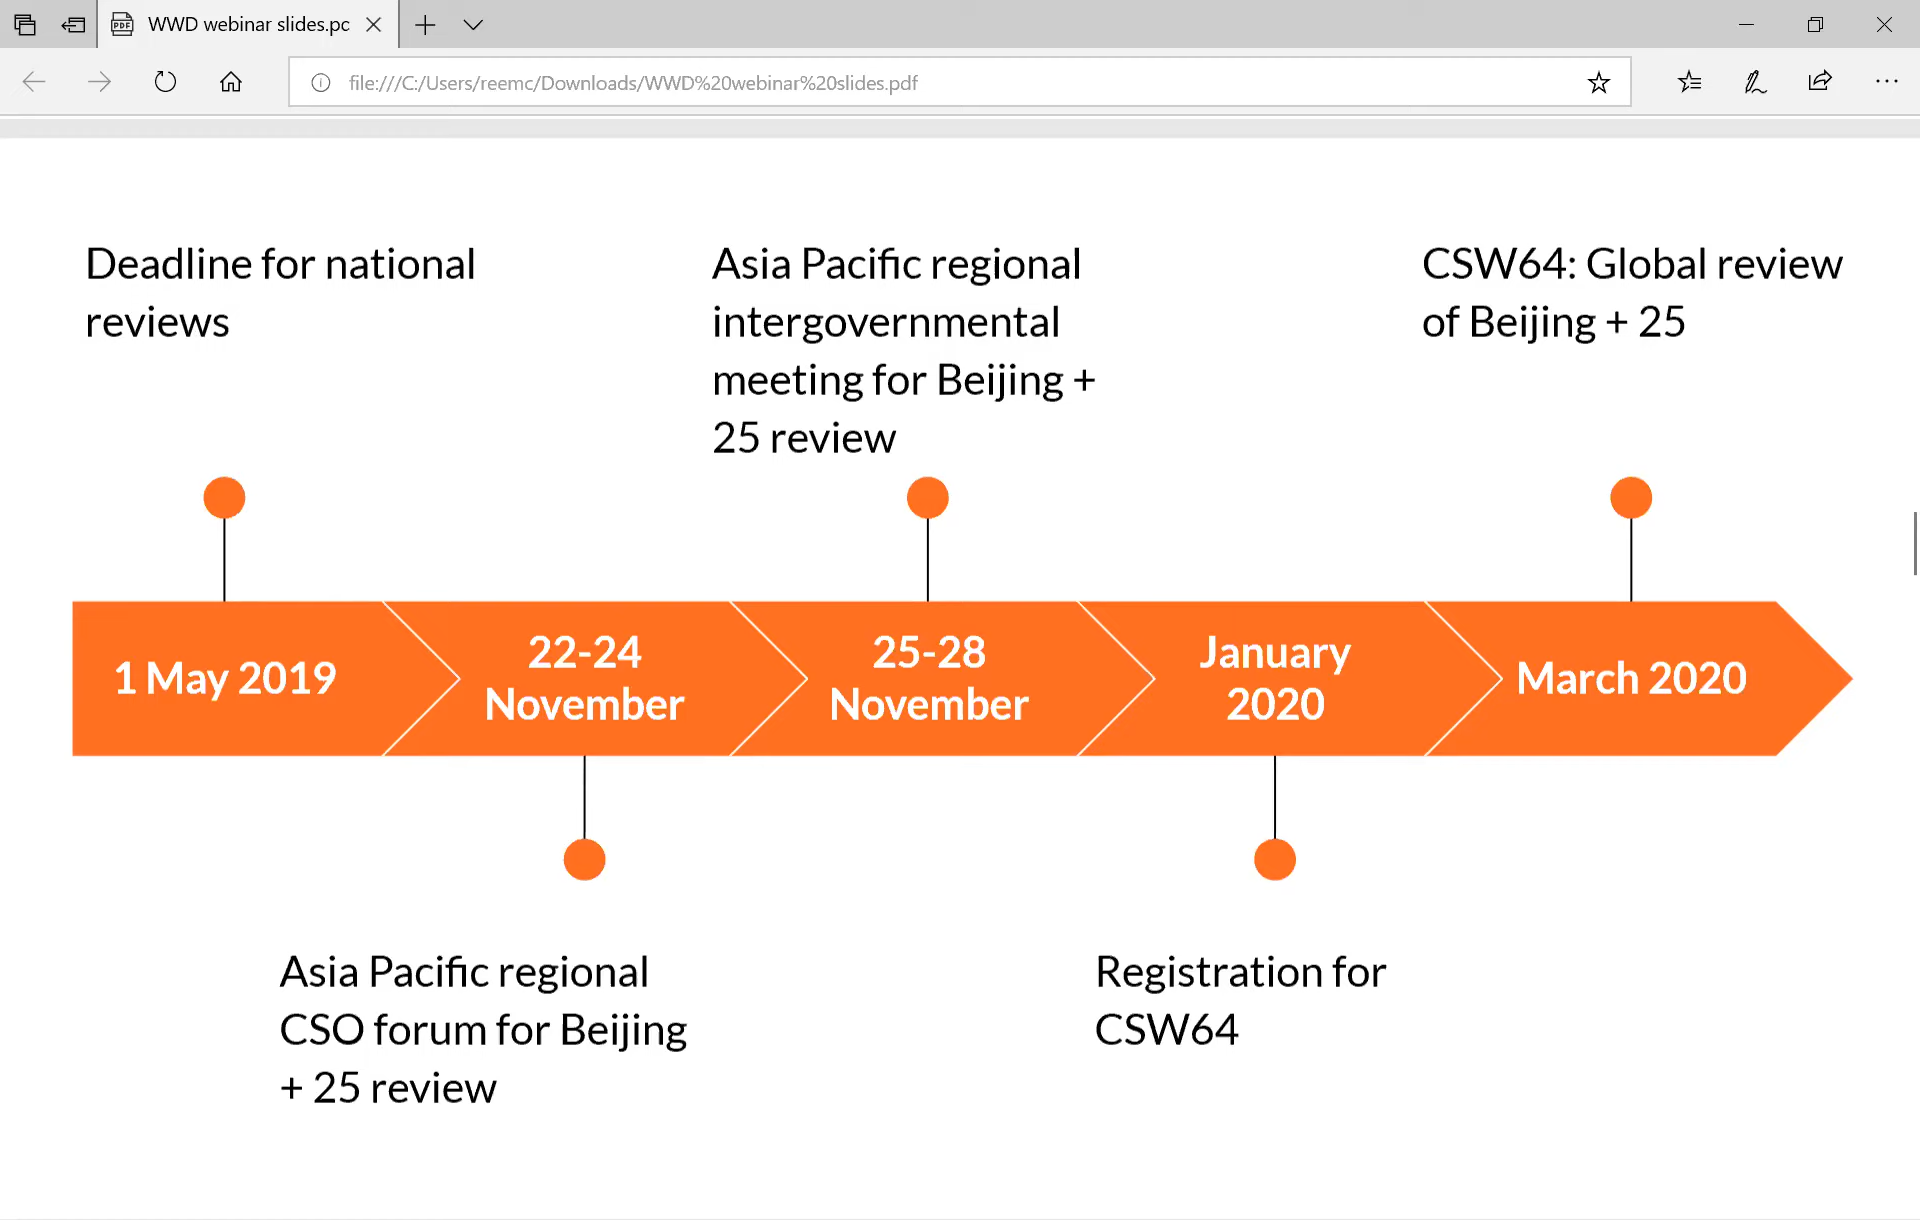 WWD webinar slides.pc
file:///C:/Users/reemc/Downloads/WWD%20webinar%20slides.pdf
Deadline for national
reviews
Asia Pacific regional
intergovernmental
meeting for Beijing +
25 review
CSW64: Global review
of Beijing + 25
1 May 2019
22-24
November
25-28
November
January
2020
March 2020
Asia Pacific regional
CSO forum for Beijing
+ 25 review
Registration for
CSW64